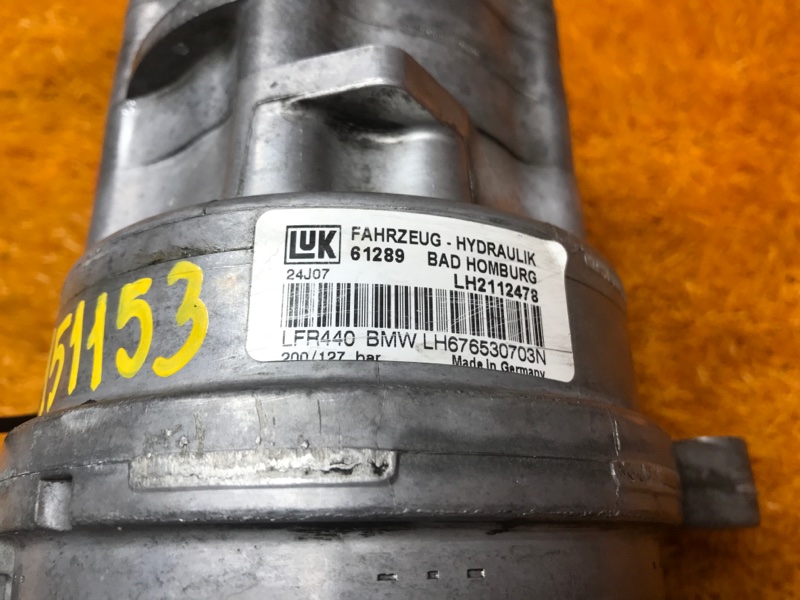 LUK FAHRZEUG - HYDRAULIK
61289 BAD HOMBURG
24J07 LH2112478
LFR440 BMW LH676530703N
200/127 bar Made in Germany
51153